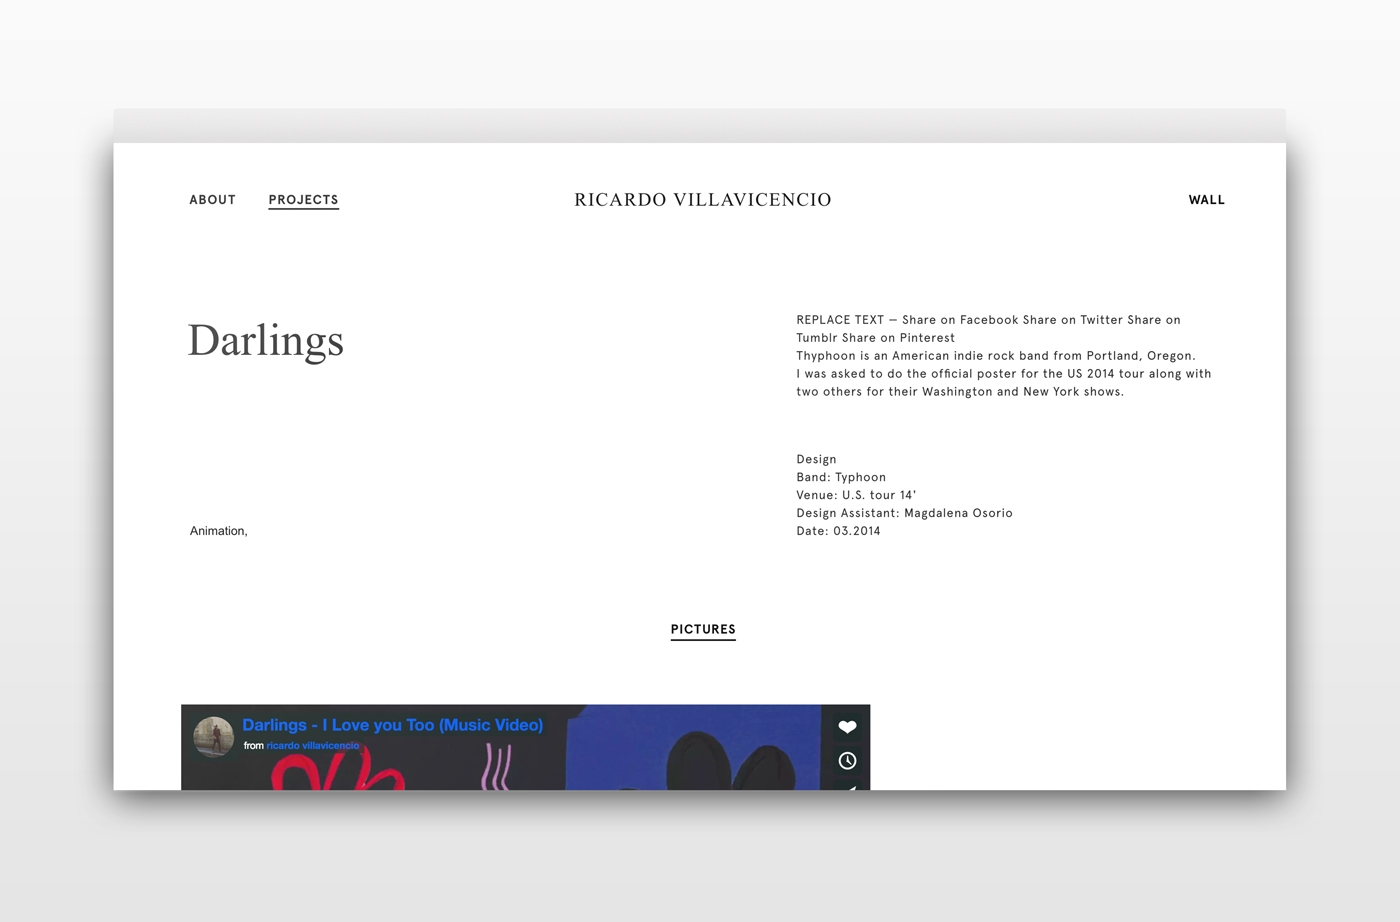 ABOUT PROJECTS RICARDO VILLAVICENCIO WALL
Darlings
REPLACE TEXT — Share on Facebook Share on Twitter Share on
Tumblr Share on Pinterest
Thyphoon is an American indie rock band from Portland, Oregon.
I was asked to do the official poster for the US 2014 tour along with
two others for their Washington and New York shows.
Design
Band: Typhoon
Venue: U.S. tour 14'
Design Assistant: Magdalena Osorio
Date: 03.2014
Animation,
PICTURES
Darlings - I Love you Too (Music Video)
from ricardo villavicencio